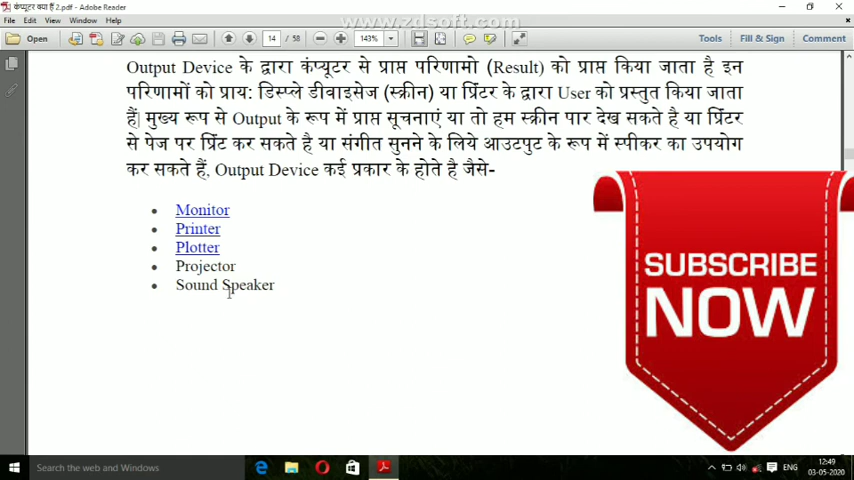 कंप्यूटर क्या हैं 2.pdf - Adobe Reader
File Edit View Window Help
www.zdsoft.com
Open 14 / 58 143% Tools Fill & Sign Comment
Output Device के द्वारा कंप्यूटर से प्राप्त परिणामो (Result) को प्राप्त किया जाता है इन
परिणामों को प्राय: डिस्प्ले डीवाइसेज (स्क्रीन) या प्रिंटर के द्वारा User को प्रस्तुत किया जाता
हैं| मुख्य रूप से Output के रूप में प्राप्त सूचनाएं या तो हम स्क्रीन पार देख सकते है या प्रिंटर
से पेज पर प्रिंट कर सकते है या संगीत सुनने के लिये आउटपुट के रूप में स्पीकर का उपयोग
कर सकते हैं, Output Device कई प्रकार के होते है जैसे-
• Monitor
• Printer
• Plotter
• Projector
• Sound Speaker
SUBSCRIBE
NOW
Search the web and Windows
ENG
12:49
03-05-2020